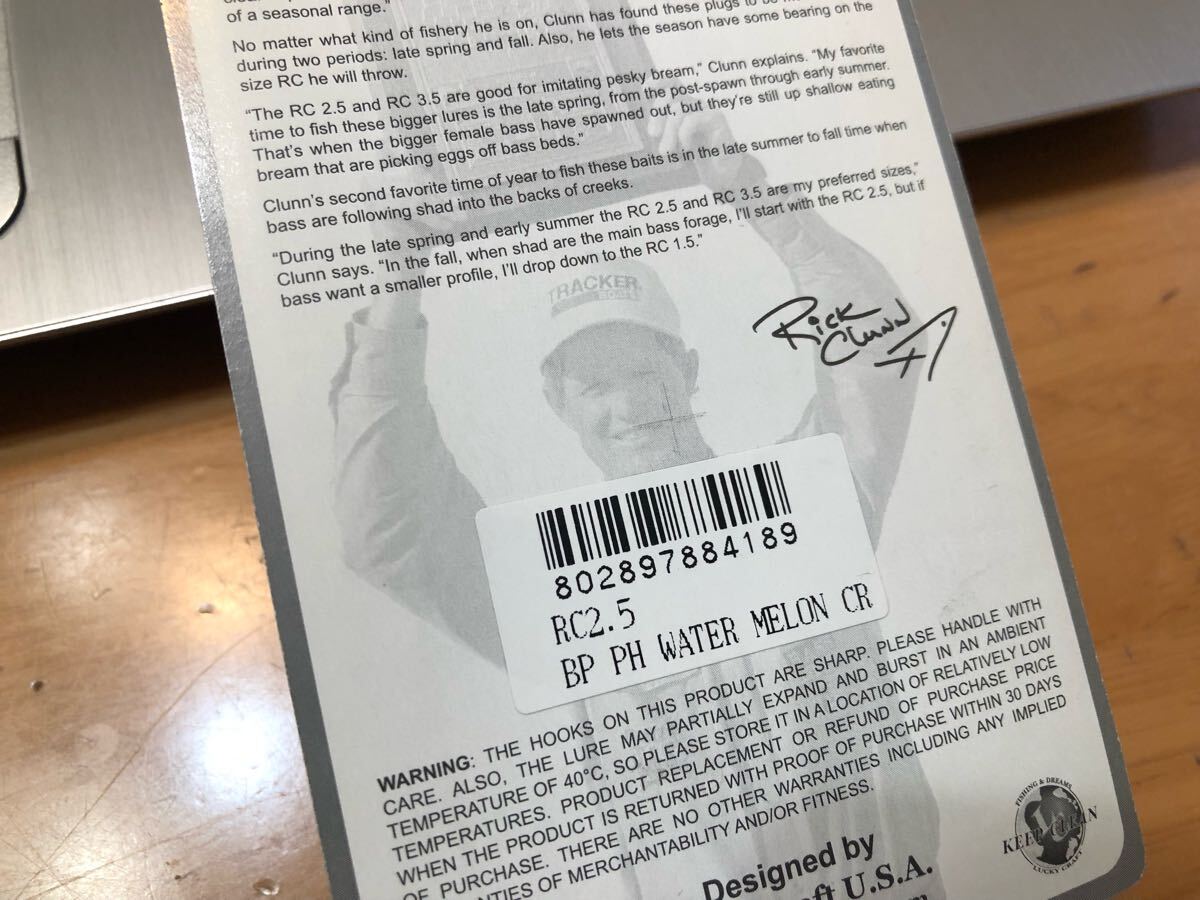 of a seasonal range."
No matter what kind of fishery he is on, Clunn has found these plugs to be
during two periods: late spring and fall. Also, he lets the season have some bearing on the
size RC he will throw.
"The RC 2.5 and RC 3.5 are good for imitating pesky bream," Clunn explains. "My favorite
time to fish these bigger lures is the late spring, from the post-spawn through early summer.
That's when the bigger female bass have spawned out, but they're still up shallow eating
bream that are picking eggs off bass beds."
Clunn's second favorite time of year to fish these baits is in the late summer to fall time when
bass are following shad into the backs of creeks.
"During the late spring and early summer the RC 2.5 and RC 3.5 are my preferred sizes,"
Clunn says. "In the fall, when shad are the main bass forage, I'll start with the RC 2.5, but if
bass want a smaller profile, I'll drop down to the RC 1.5."
TRACKER
BOATS
Rick
Clunn
802897884189
RC2.5
BP PH WATER MELON CR
WARNING: THE HOOKS ON THIS PRODUCT ARE SHARP. PLEASE HANDLE WITH
CARE. ALSO, THE LURE MAY PARTIALLY EXPAND AND BURST IN AN AMBIENT
TEMPERATURE OF 40°C, SO PLEASE STORE IT IN A LOCATION OF RELATIVELY LOW
TEMPERATURES. PRODUCT REPLACEMENT OR REFUND OF PURCHASE PRICE
WHEN THE PRODUCT IS RETURNED WITH PROOF OF PURCHASE WITHIN 30 DAYS
OF PURCHASE. THERE ARE NO OTHER WARRANTIES INCLUDING ANY IMPLIED
OF MERCHANTABILITY AND/OR FITNESS.
FISHING & DREAMS
KEEP CLEAN
LUCKY CRAFT
Designed by
U.S.A.